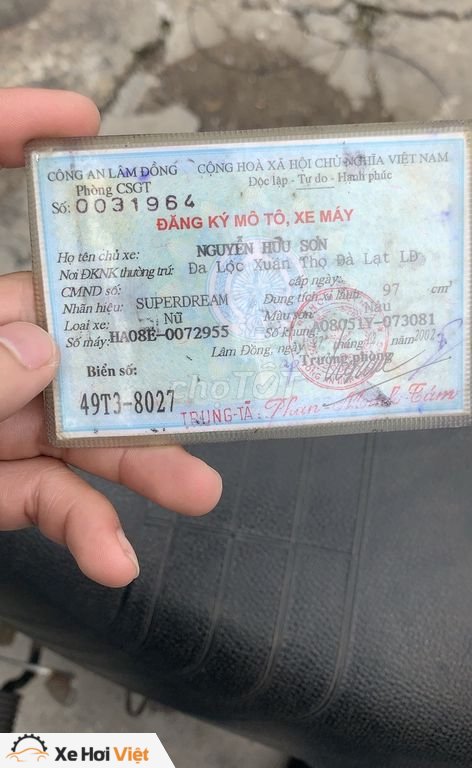 CÔNG AN LÂM ĐỒNG
Phòng CSGT
Số: 0031964
CỘNG HOÀ XÃ HỘI CHỦ NGHĨA VIỆT NAM
Độc lập - Tự do - Hạnh phúc
ĐĂNG KÝ MÔ TÔ, XE MÁY
Họ tên chủ xe: NGUYỄN HỮU SƠN
Nơi ĐKNK thường trú: Đa Lộc Xuân Thọ Đà Lạt LĐ
CMND số: cấp ngày:
Nhãn hiệu: SUPERDREAM Dung tích xi lanh: 97 cm³
Loại xe: Nữ Màu sơn: Nâu
Số máy: HA08E-0072955 Số khung: A08051Y-073081
Lâm Đồng, ngày tháng năm 2002
Trưởng phòng
Biển số:
49T3-8027
chợTỐT
TRUNG-TÁ: Phan Tám
Xe Hơi Việt